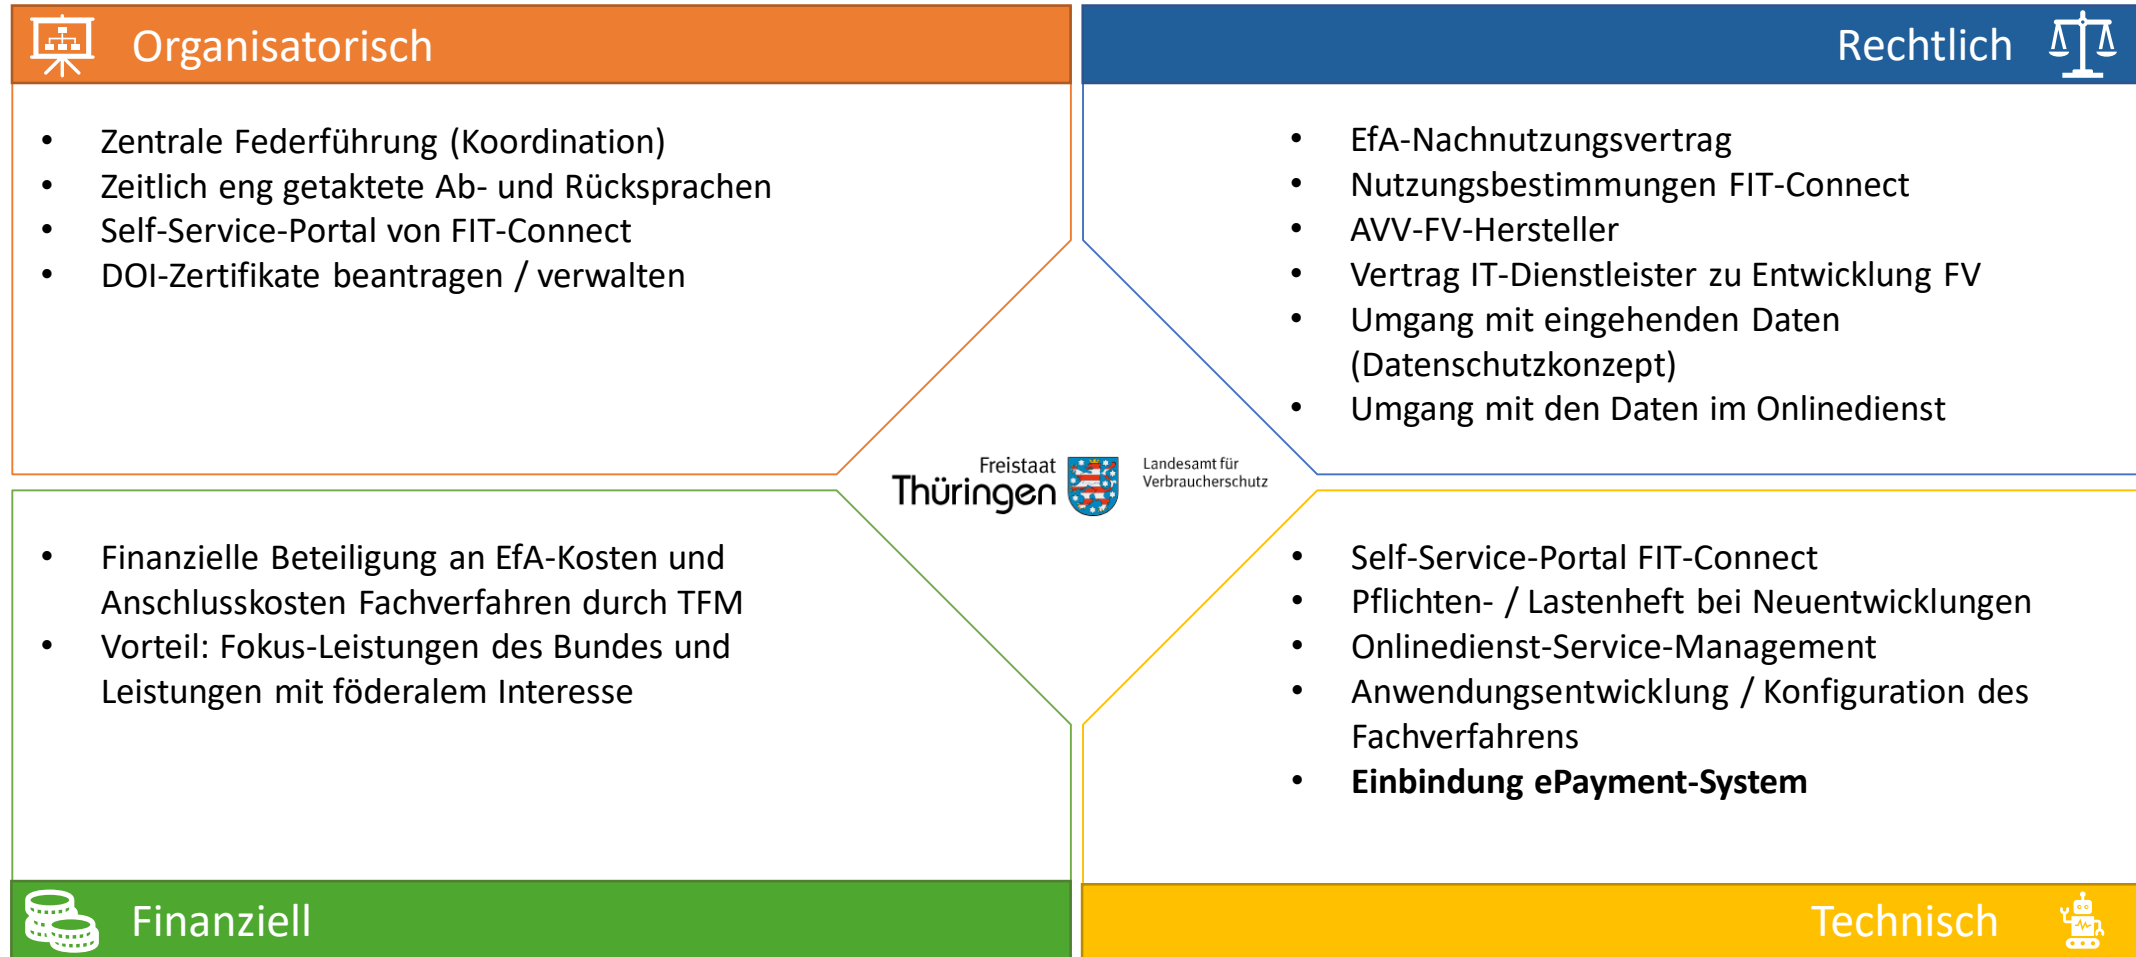 Organisatorisch
• Zentrale Federführung (Koordination)
• Zeitlich eng getaktete Ab- und Rücksprachen
• Self-Service-Portal von FIT-Connect
• DOI-Zertifikate beantragen / verwalten
Rechtlich
• EfA-Nachnutzungsvertrag
• Nutzungsbestimmungen FIT-Connect
• AVV-FV-Hersteller
• Vertrag IT-Dienstleister zu Entwicklung FV
• Umgang mit eingehenden Daten
(Datenschutzkonzept)
• Umgang mit den Daten im Onlinedienst
Freistaat
Thüringen
Landesamt für
Verbraucherschutz
• Finanzielle Beteiligung an EfA-Kosten und
Anschlusskosten Fachverfahren durch TFM
• Vorteil: Fokus-Leistungen des Bundes und
Leistungen mit föderalem Interesse
Finanziell
• Self-Service-Portal FIT-Connect
• Pflichten- / Lastenheft bei Neuentwicklungen
• Onlinedienst-Service-Management
• Anwendungsentwicklung / Konfiguration des
Fachverfahrens
• Einbindung ePayment-System
Technisch